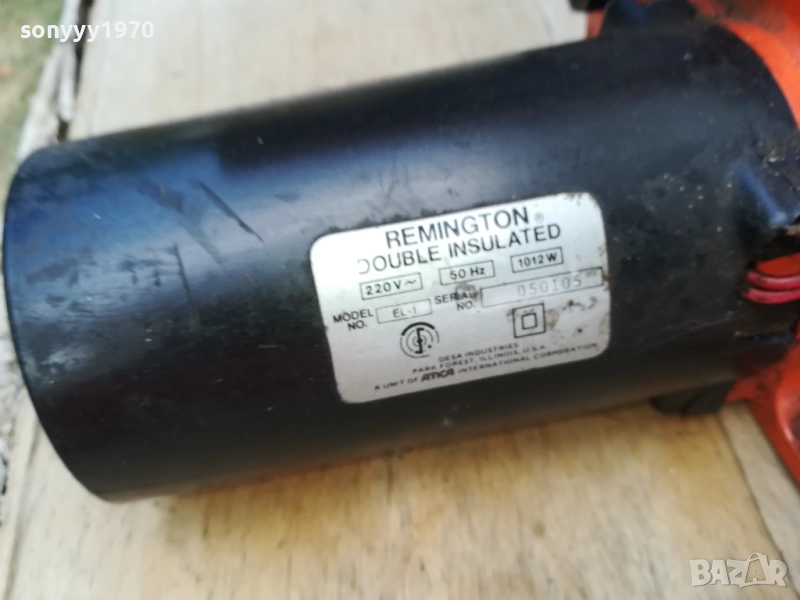 sonyyy1970
REMINGTON®
DOUBLE INSULATED
220V~ 50 Hz 1012W
MODEL NO. EL-1 SERIAL NO. 050105
DESA INDUSTRIES
PARK FOREST, ILLINOIS, U.S.A.
A UNIT OF AMCA INTERNATIONAL CORPORATION
BAZAR